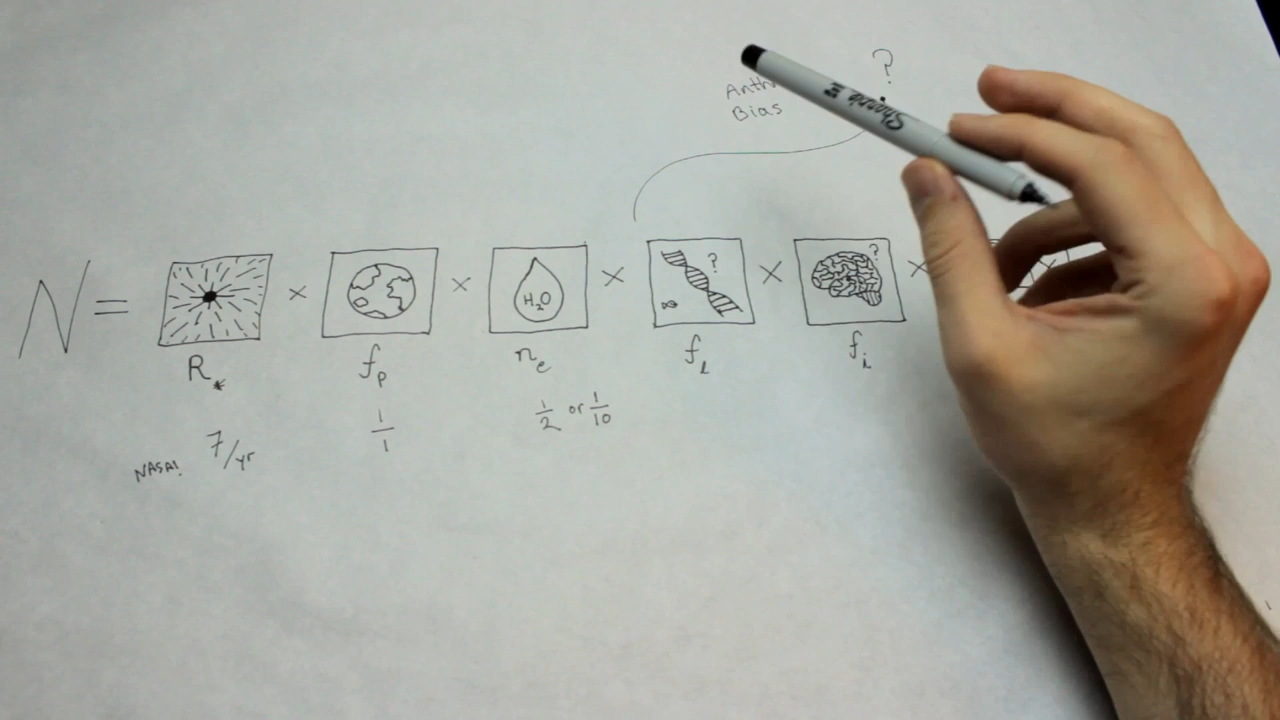 ?
Bias
Sharpie
N = R* × fp × ne × fl × fi ×
H₂O
?
?
NASA! 7/yr
1/1
1/2 or 1/10